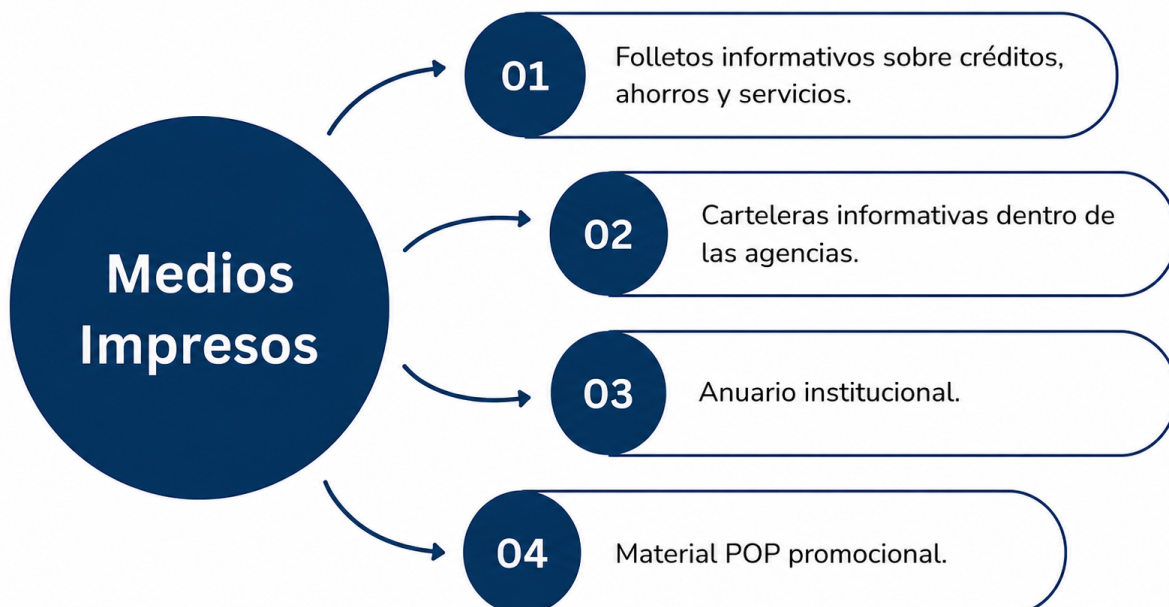 Medios
Impresos
01
Folletos informativos sobre créditos,
ahorros y servicios.
02
Carteleras informativas dentro de
las agencias.
03
Anuario institucional.
04
Material POP promocional.